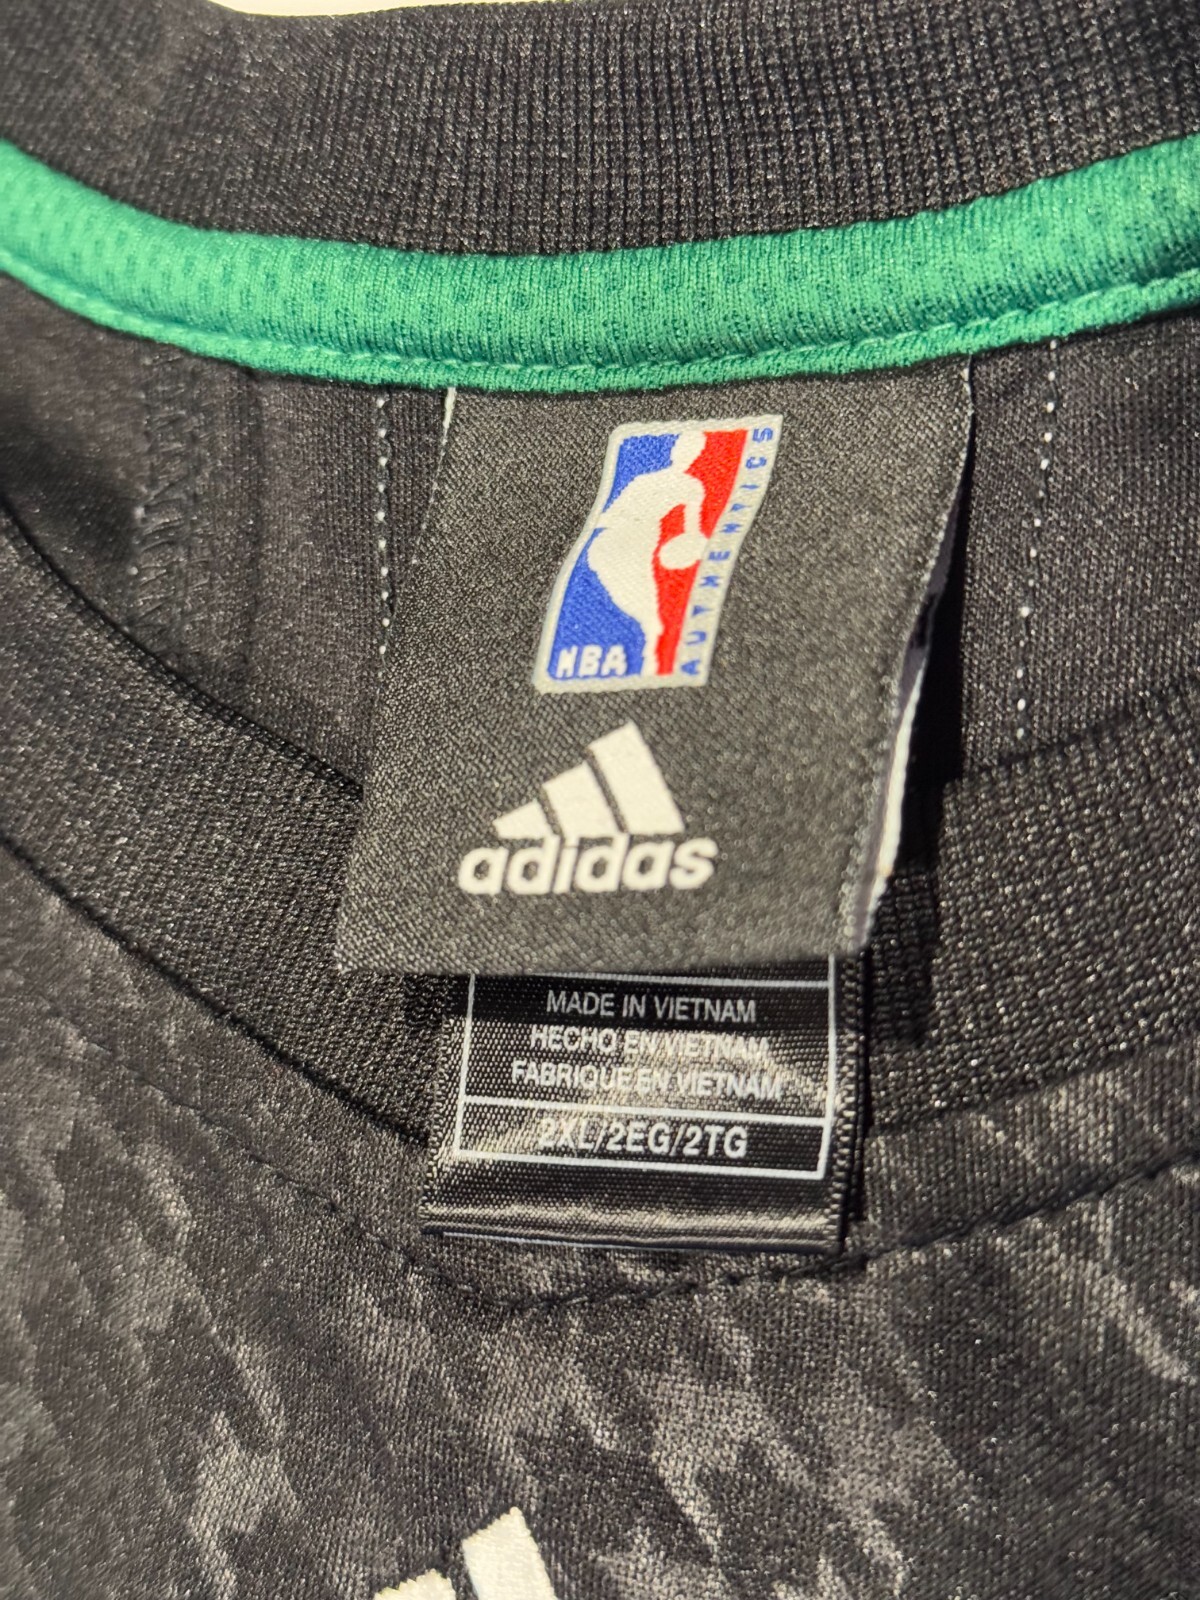 NBA
AUTHENTICS
adidas
MADE IN VIETNAM
HECHO EN VIETNAM
FABRIQUE EN VIETNAM
2XL/2EG/2TG